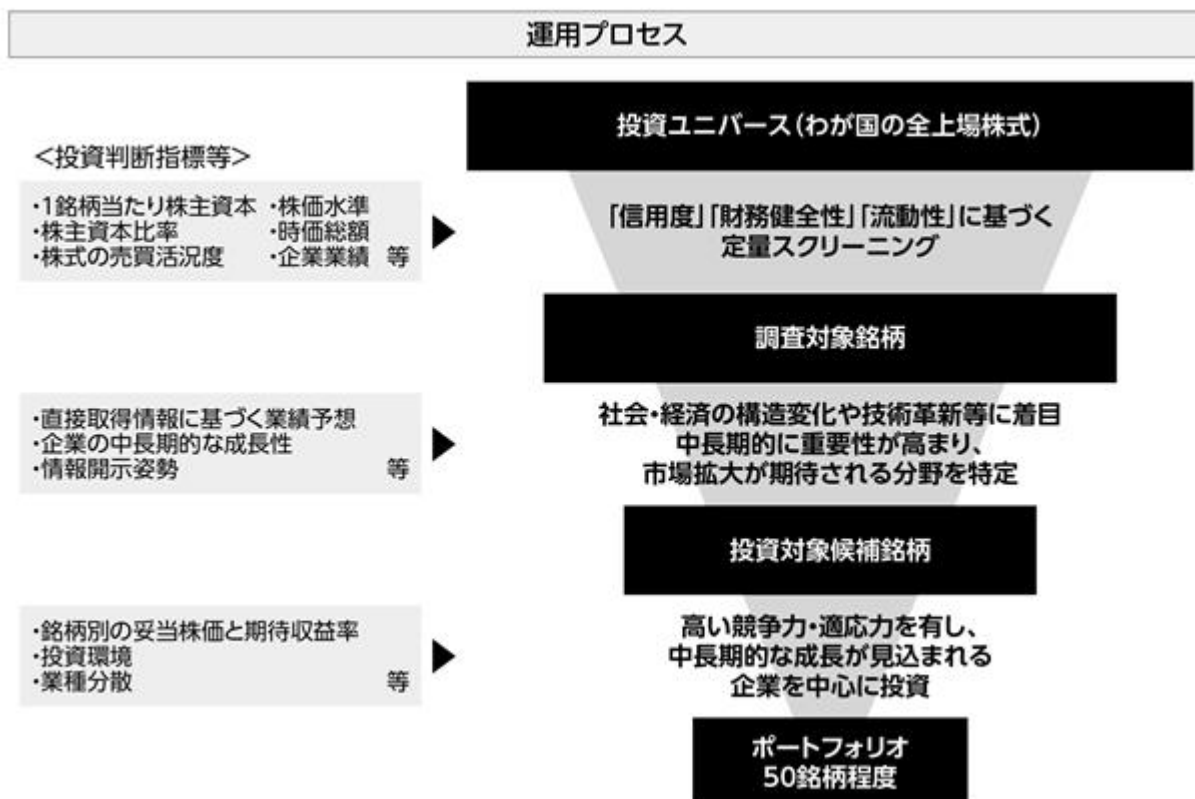 運用プロセス
投資ユニバース(わが国の全上場株式)
<投資判断指標等>
・1銘柄当たり株主資本 ・株価水準
・株主資本比率 ・時価総額
・株式の売買活況度 ・企業業績 等
「信用度」「財務健全性」「流動性」に基づく
定量スクリーニング
調査対象銘柄
・直接取得情報に基づく業績予想
・企業の中長期的な成長性
・情報開示姿勢 等
社会・経済の構造変化や技術革新等に着目
中長期的に重要性が高まり、
市場拡大が期待される分野を特定
投資対象候補銘柄
・銘柄別の妥当株価と期待収益率
・投資環境
・業種分散 等
高い競争力・適応力を有し、
中長期的な成長が見込まれる
企業を中心に投資
ポートフォリオ
50銘柄程度